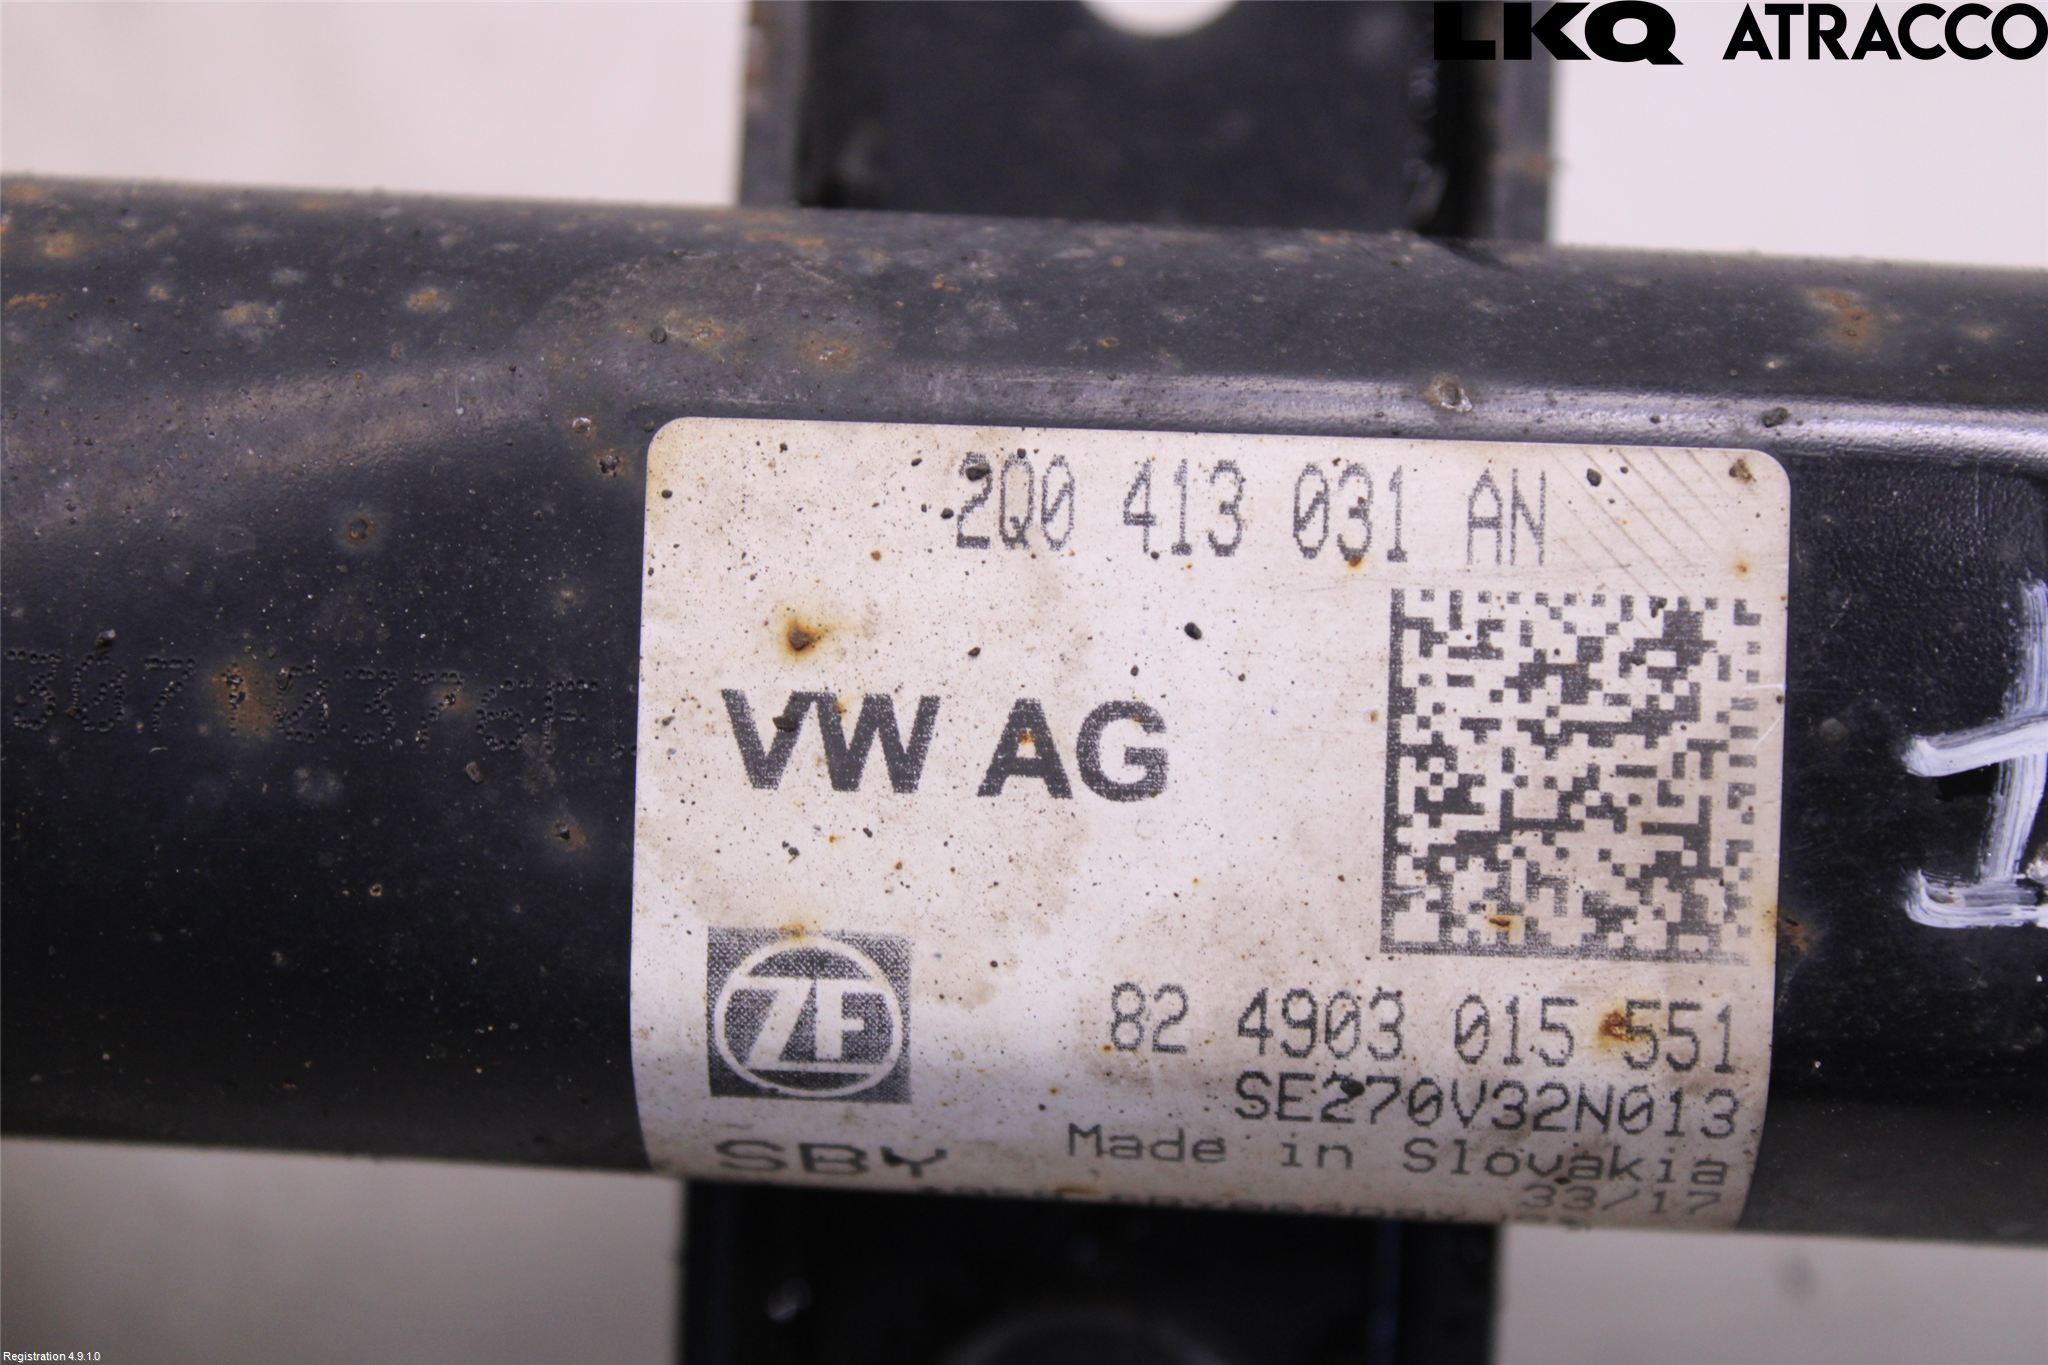 LKQ ATRACCO
2Q0 413 031 AN
30710376F
VW AG
ZF
82 4903 015 551
SE270V32N013
SBY
Made in Slovakia
33/17
Registration 4.9.1.0